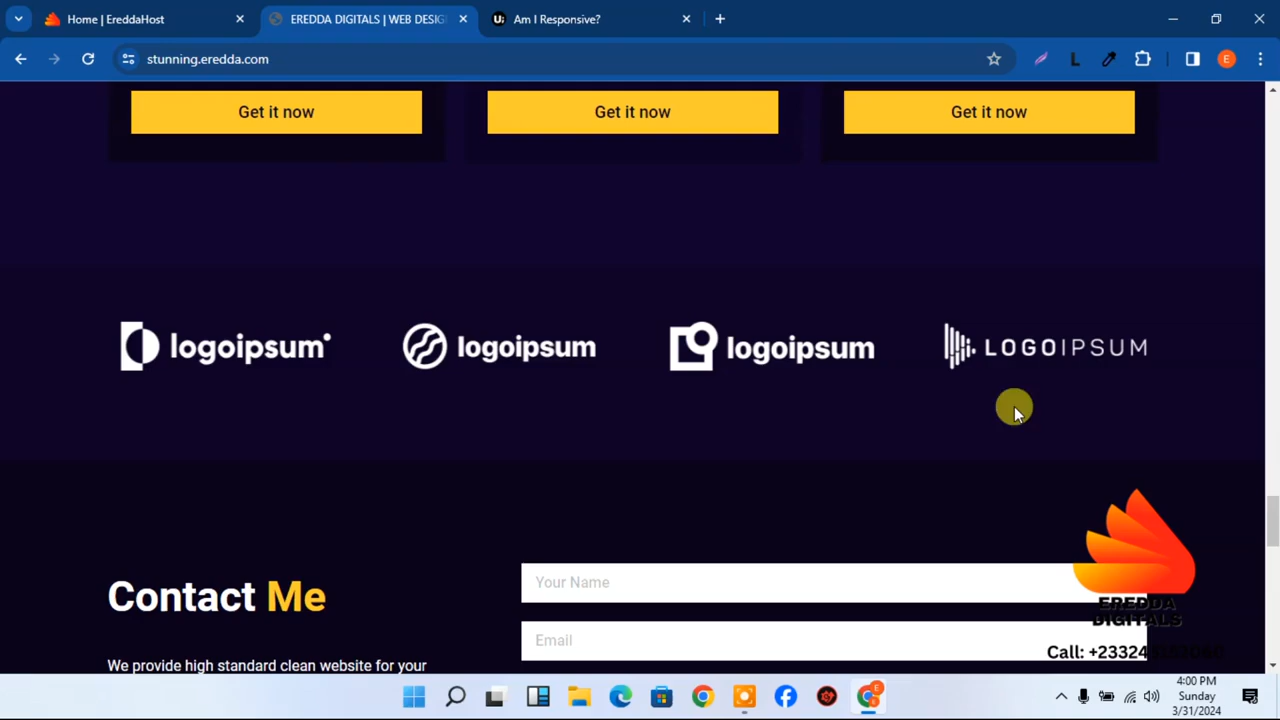 Home | EreddaHost
EREDDA DIGITALS | WEB DESIG
Am I Responsive?
stunning.eredda.com
Get it now Get it now Get it now
logoipsum logoipsum logoipsum LOGOIPSUM
Contact Me
Your Name
Email
We provide high standard clean website for your
EREDDA
DIGITALS
Call:
4:00 PM
Sunday
3/31/2024